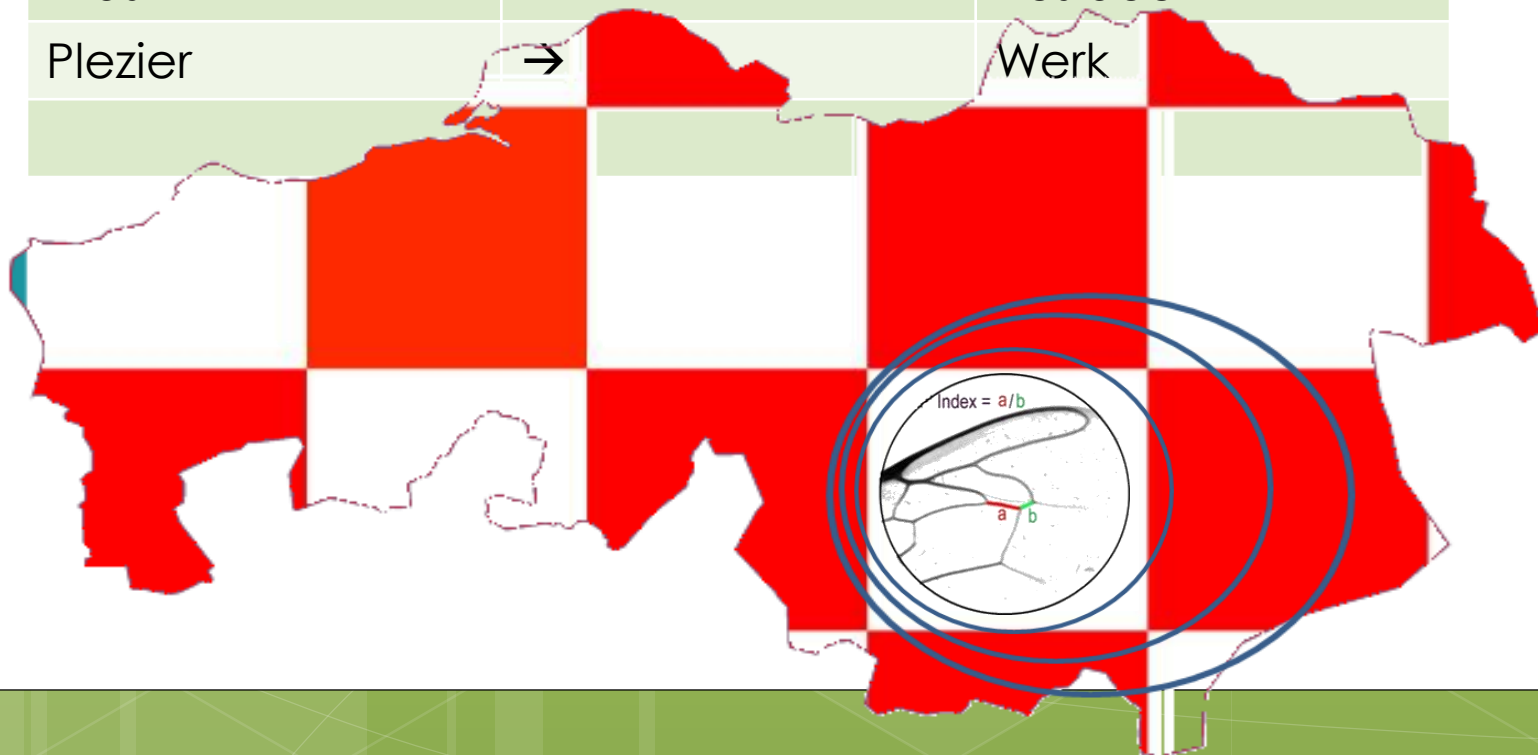 Plezier → Werk
Index = a/b
a b